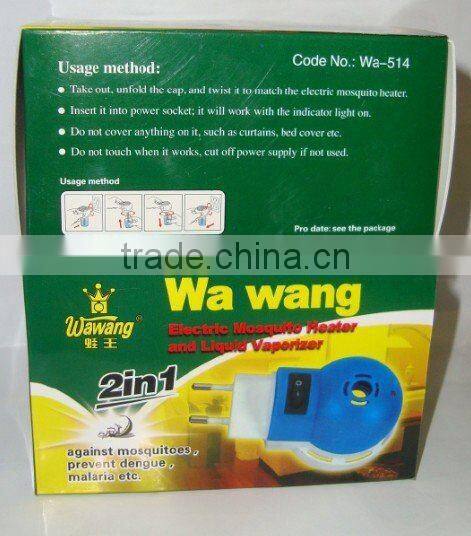 Usage method:
Code No.: Wa-514
● Take out, unfold the cap, and twist it to match the electric mosquito heater.
● Insert it into power socket; it will work with the indicator light on.
● Do not cover anything on it, such as curtains, bed cover etc.
● Do not touch when it works, cut off power supply if not used.
Usage method
Pro date: see the package
trade.china.cn
Wa wang
Wawang®
蛙王
Electric Mosquito Heater
and Liquid Vaporizer
2in1
against mosquitoes,
prevent dengue,
malaria etc.